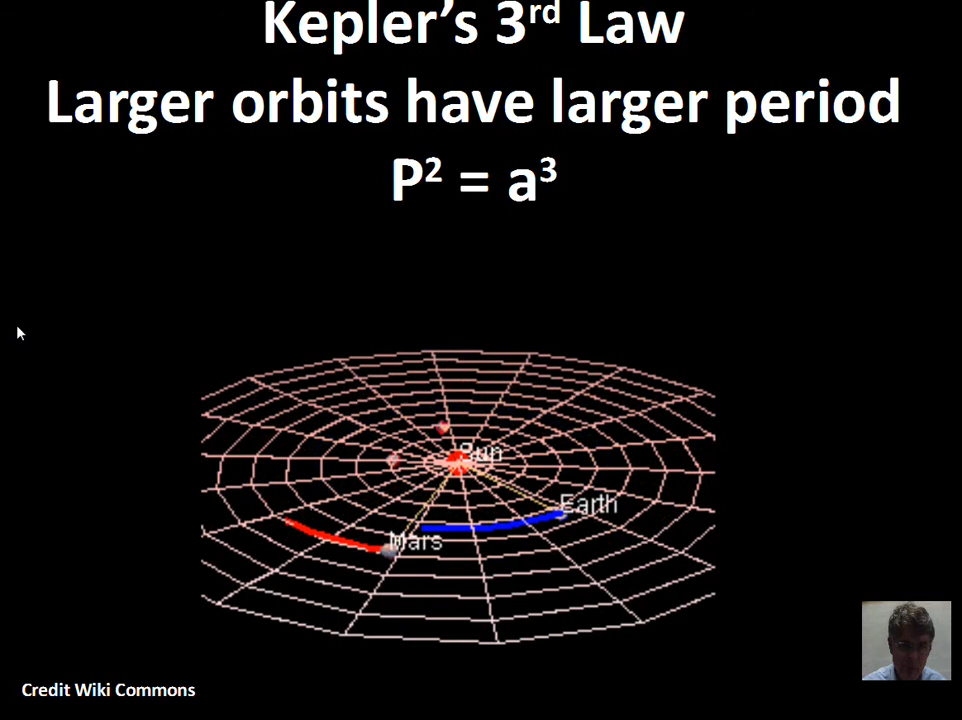 Kepler’s 3rd Law
Larger orbits have larger period
P² = a³
Sun
Earth
Mars
Credit Wiki Commons